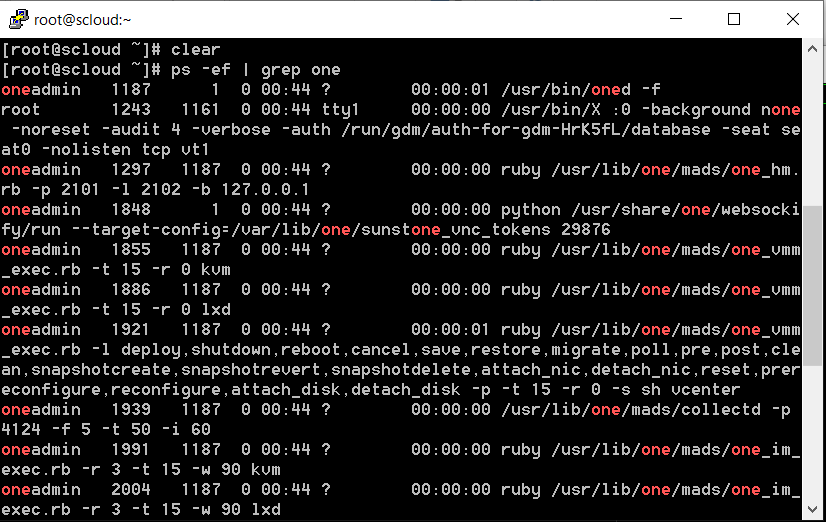 root@scloud:~
[root@scloud ~]# clear
[root@scloud ~]# ps -ef | grep one
oneadmin   1187      1  0 00:44 ?        00:00:01 /usr/bin/oned -f
root       1243   1161  0 00:44 tty1     00:00:00 /usr/bin/X :0 -background none
 -noreset -audit 4 -verbose -auth /run/gdm/auth-for-gdm-HrK5fL/database -seat se
at0 -nolisten tcp vt1
oneadmin   1297   1187  0 00:44 ?        00:00:00 ruby /usr/lib/one/mads/one_hm.
rb -p 2101 -l 2102 -b 127.0.0.1
oneadmin   1848      1  0 00:44 ?        00:00:00 python /usr/share/one/websocki
fy/run --target-config=/var/lib/one/sunstone_vnc_tokens 29876
oneadmin   1855   1187  0 00:44 ?        00:00:00 ruby /usr/lib/one/mads/one_vmm
_exec.rb -t 15 -r 0 kvm
oneadmin   1886   1187  0 00:44 ?        00:00:00 ruby /usr/lib/one/mads/one_vmm
_exec.rb -t 15 -r 0 lxd
oneadmin   1921   1187  0 00:44 ?        00:00:01 ruby /usr/lib/one/mads/one_vmm
_exec.rb -l deploy,shutdown,reboot,cancel,save,restore,migrate,poll,pre,post,cle
an,snapshotcreate,snapshotrevert,snapshotdelete,attach_nic,detach_nic,reset,prer
econfigure,reconfigure,attach_disk,detach_disk -p -t 15 -r 0 -s sh vcenter
oneadmin   1939   1187  0 00:44 ?        00:00:00 /usr/lib/one/mads/collectd -p 
4124 -f 5 -t 50 -i 60
oneadmin   1991   1187  0 00:44 ?        00:00:00 ruby /usr/lib/one/mads/one_im_
exec.rb -r 3 -t 15 -w 90 kvm
oneadmin   2004   1187  0 00:44 ?        00:00:00 ruby /usr/lib/one/mads/one_im_
exec.rb -r 3 -t 15 -w 90 lxd